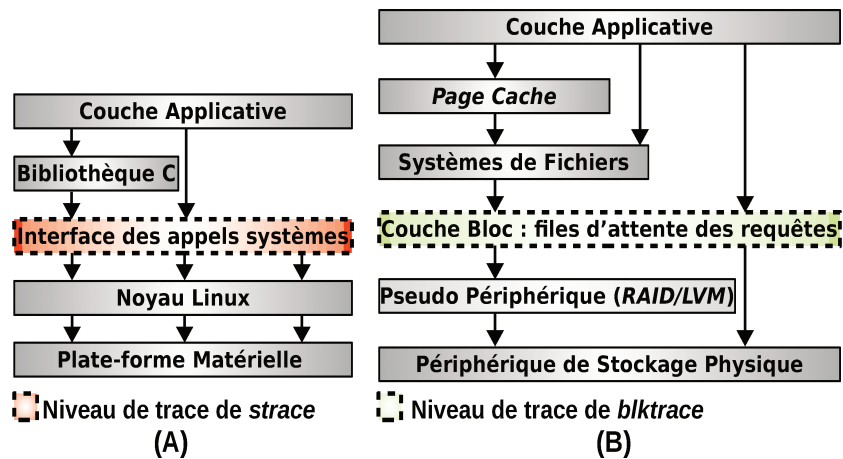 Couche Applicative
Bibliothèque C
Interface des appels systèmes
Noyau Linux
Plate-forme Matérielle
Niveau de trace de strace
(A)
Couche Applicative
Page Cache
Systèmes de Fichiers
Couche Bloc : files d’attente des requêtes
Pseudo Périphérique (RAID/LVM)
Périphérique de Stockage Physique
Niveau de trace de blktrace
(B)